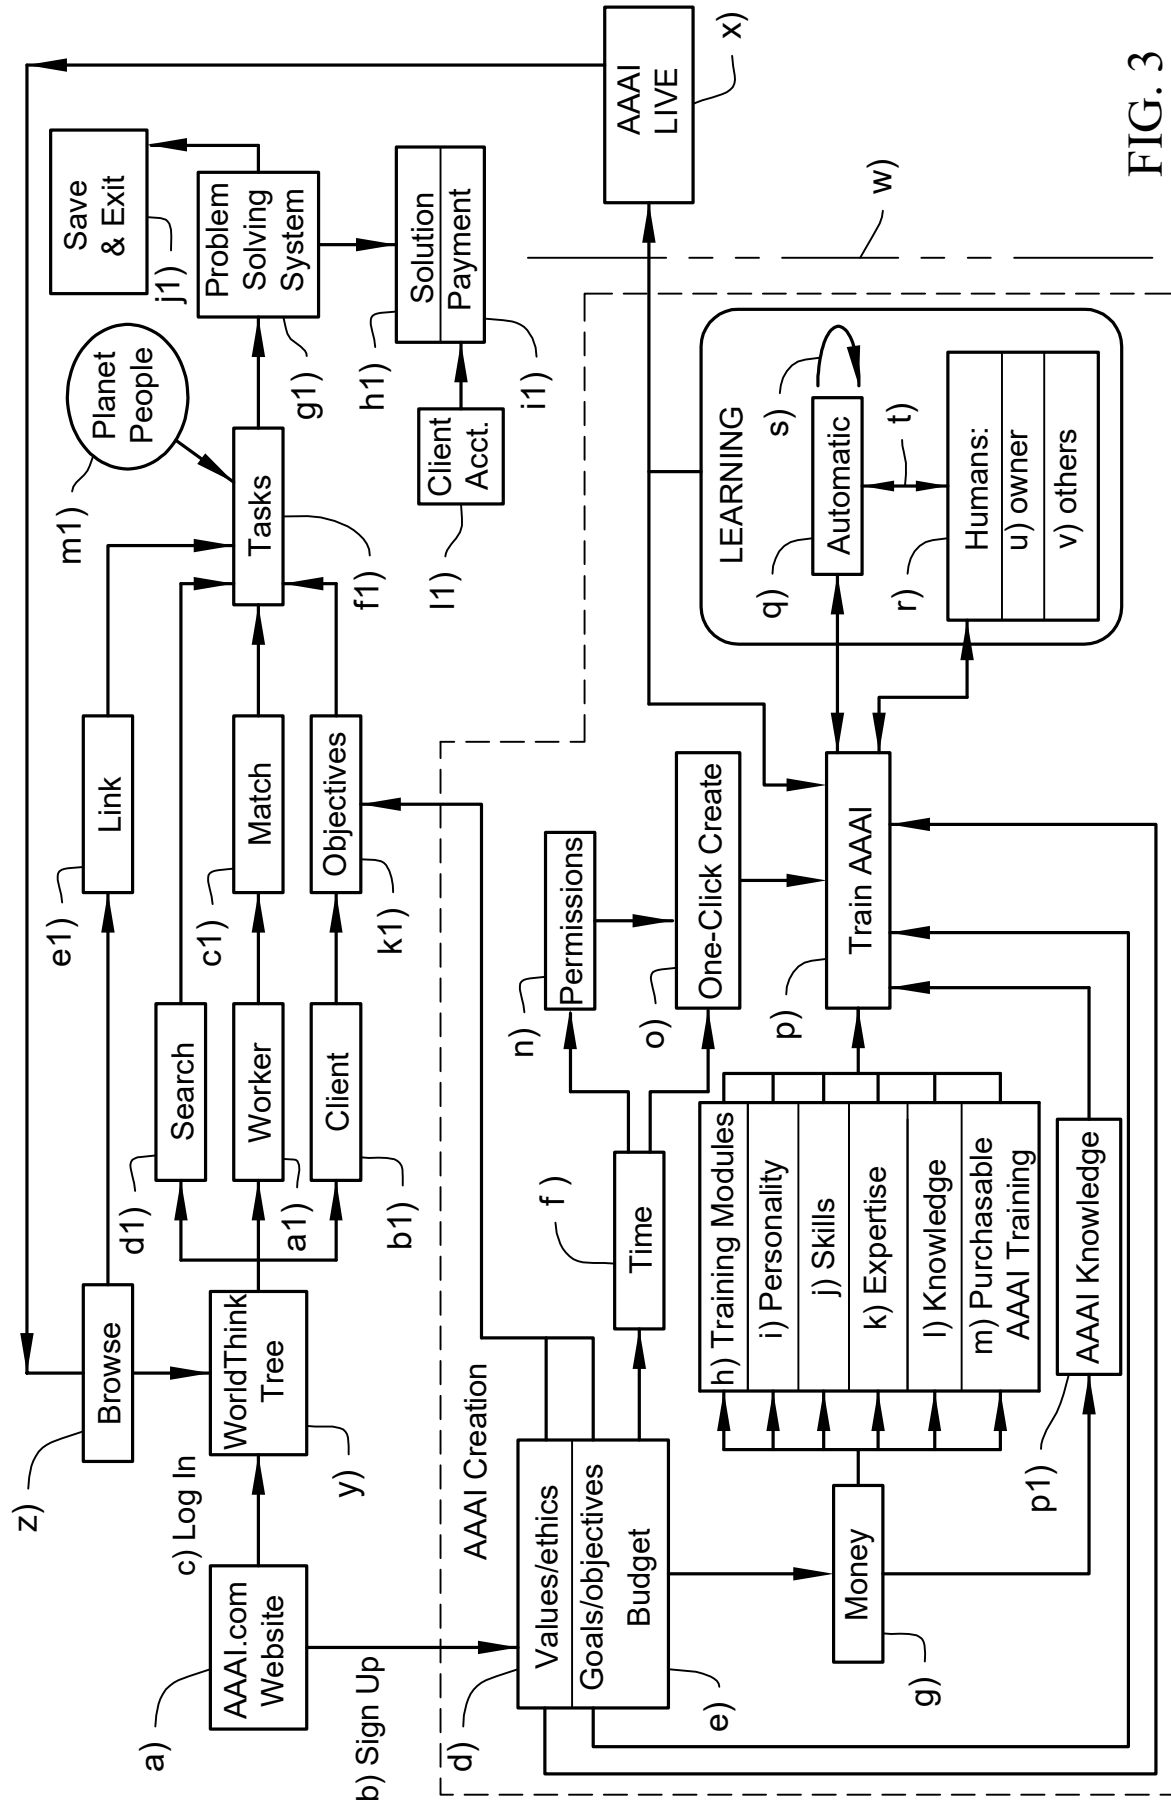 z)
Browse
e1)
Link
m1)
Planet
People
j1)
Save
& Exit
d1)
Search
a)
AAAI.com
Website
c) Log In
WorldThink
Tree
y)
Worker
a1)
c1)
Match
Tasks
f1)
Problem
Solving
System
g1)
Client
b1)
Objectives
k1)
h1)
Solution
Payment
i1)
Client
Acct.
l1)
b) Sign Up
AAAI Creation
d)
Values/ethics
Goals/objectives
Budget
e)
f)
Time
n)
Permissions
o)
One-Click Create
AAAI
LIVE
x)
w)
g)
Money
h) Training Modules
i) Personality
j) Skills
k) Expertise
l) Knowledge
m) Purchasable
AAAI Training
p1)
AAAI Knowledge
p)
Train AAAI
LEARNING
q)
Automatic
s)
t)
r)
Humans:
u) owner
v) others
FIG. 3